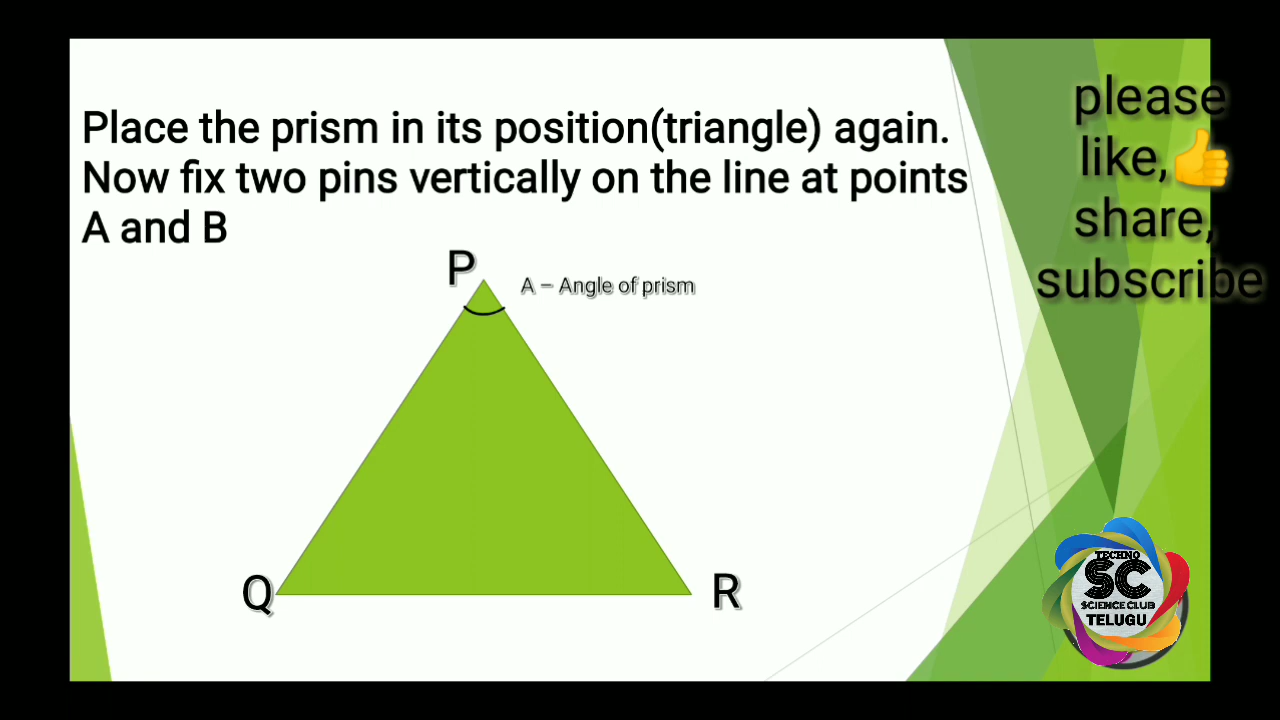 Place the prism in its position(triangle) again.
Now fix two pins vertically on the line at points
A and B
please
like,👍
share,
subscribe
P
A – Angle of prism
Q
R
TECHNO
SC
SCIENCE CLUB
TELUGU